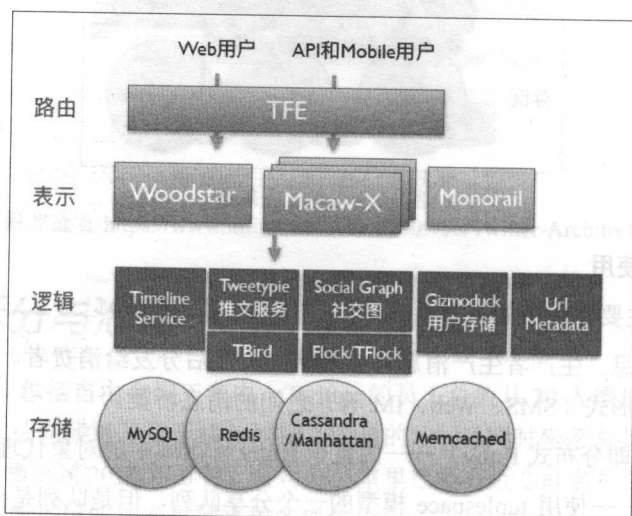 Web用户 API和Mobile用户
路由
TFE
表示
Woodstar
Macaw-X
Monorail
逻辑
Timeline
Service
Tweetypie
推文服务
TBird
Social Graph
社交图
Flock/TFlock
Gizmoduck
用户存储
Url
Metadata
存储
MySQL
Redis
Cassandra
/Manhattan
Memcached